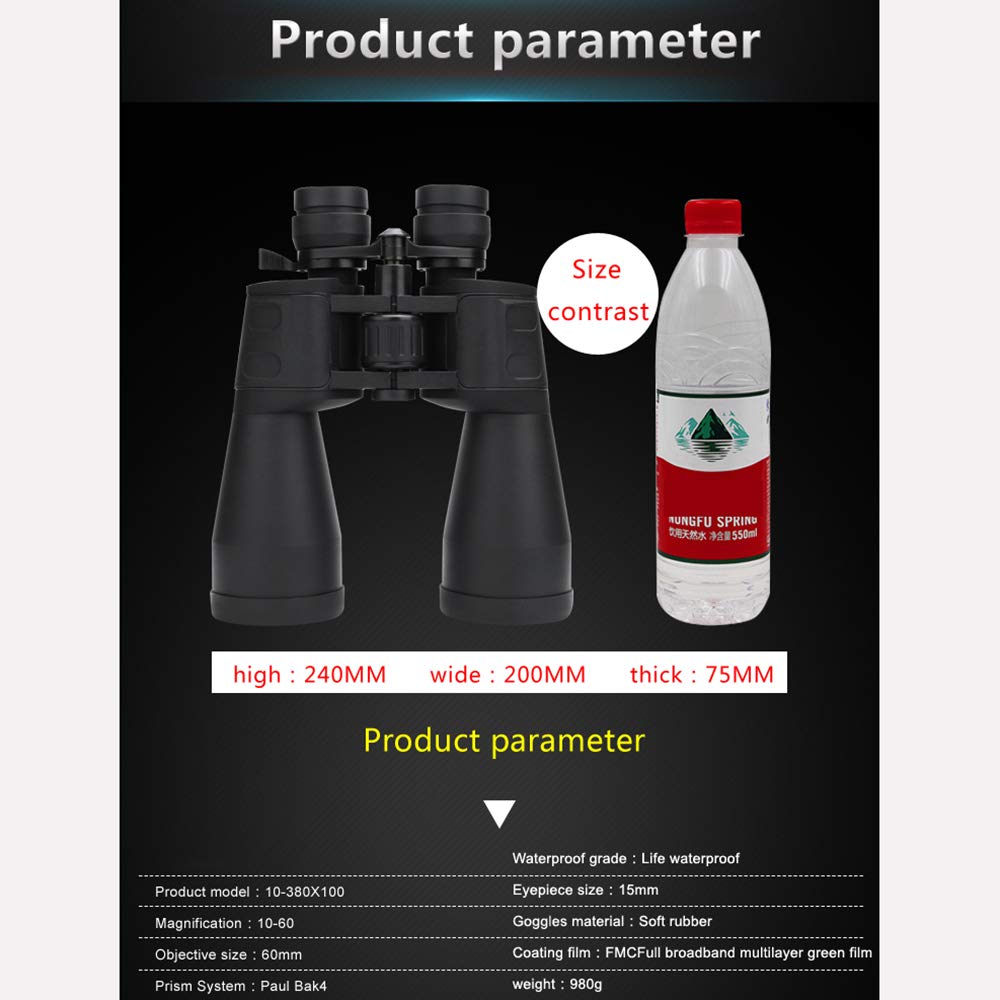 Product parameter
Size
contrast
NONGFU SPRING
饮用天然水 净含量550ml
high : 240MM wide : 200MM thick : 75MM
Product parameter
Waterproof grade : Life waterproof
Product model : 10-380X100
Eyepiece size : 15mm
Magnification : 10-60
Goggles material : Soft rubber
Objective size : 60mm
Coating film : FMCFull broadband multilayer green film
Prism System : Paul Bak4
weight : 980g